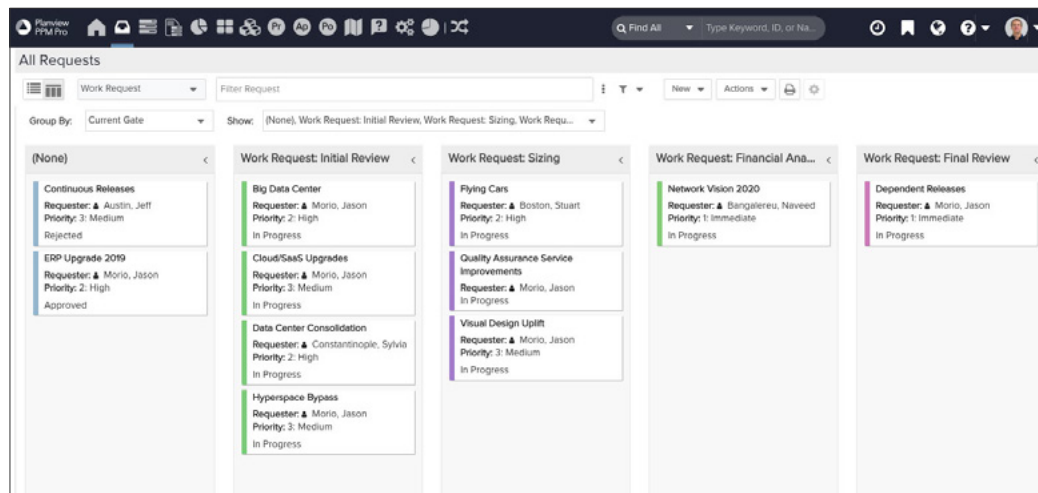 Planview
PPM Pro
Pr
Ap
Po
Find All
Type Keyword, ID, or Na...
All Requests
Work Request
Filter Request
New
Actions
Group By:
Current Gate
Show:
(None), Work Request: Initial Review, Work Request: Sizing, Work Requ...
(None)
Continuous Releases
Requester: Austin, Jeff
Priority: 3: Medium
Rejected
ERP Upgrade 2019
Requester: Morio, Jason
Priority: 2: High
Approved
Work Request: Initial Review
Big Data Center
Requester: Morio, Jason
Priority: 2: High
In Progress
Cloud/SaaS Upgrades
Requester: Morio, Jason
Priority: 3: Medium
In Progress
Data Center Consolidation
Requester: Constantinople, Sylvia
Priority: 2: High
In Progress
Hyperspace Bypass
Requester: Morio, Jason
Priority: 3: Medium
In Progress
Work Request: Sizing
Flying Cars
Requester: Boston, Stuart
Priority: 2: High
In Progress
Quality Assurance Service
Improvements
Requester: Morio, Jason
In Progress
Visual Design Uplift
Requester: Morio, Jason
Priority: 3: Medium
In Progress
Work Request: Financial Ana...
Network Vision 2020
Requester: Bangalereu, Naveed
Priority: 1: Immediate
In Progress
Work Request: Final Review
Dependent Releases
Requester: Morio, Jason
Priority: 1: Immediate
In Progress